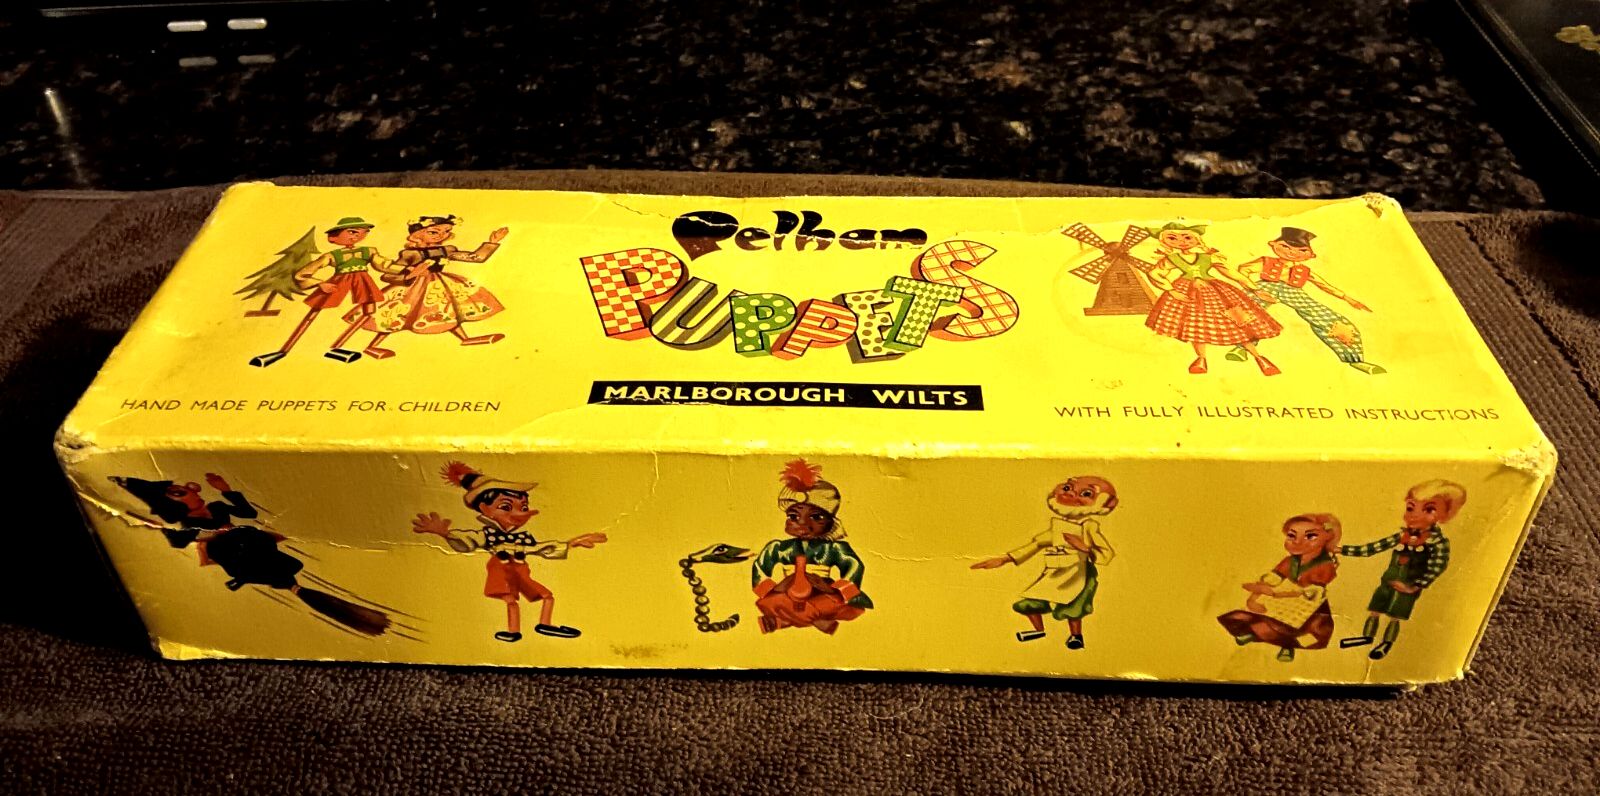 Pelham
PUPPETS
MARLBOROUGH WILTS
HAND MADE PUPPETS FOR CHILDREN
WITH FULLY ILLUSTRATED INSTRUCTIONS